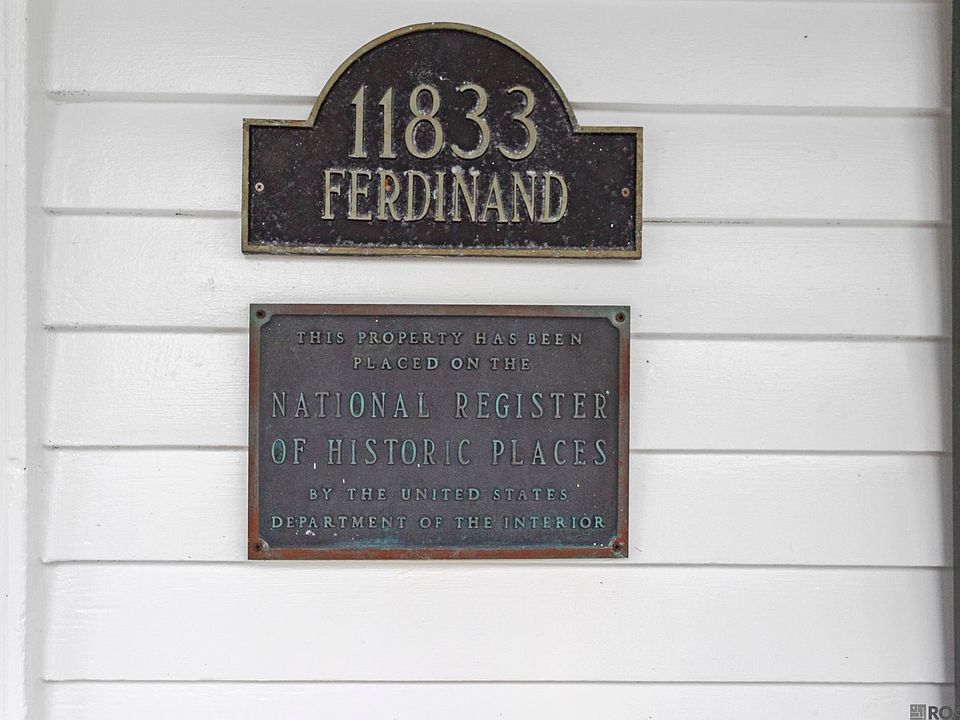 11833
FERDINAND
THIS PROPERTY HAS BEEN
PLACED ON THE
NATIONAL REGISTER
OF HISTORIC PLACES
BY THE UNITED STATES
DEPARTMENT OF THE INTERIOR